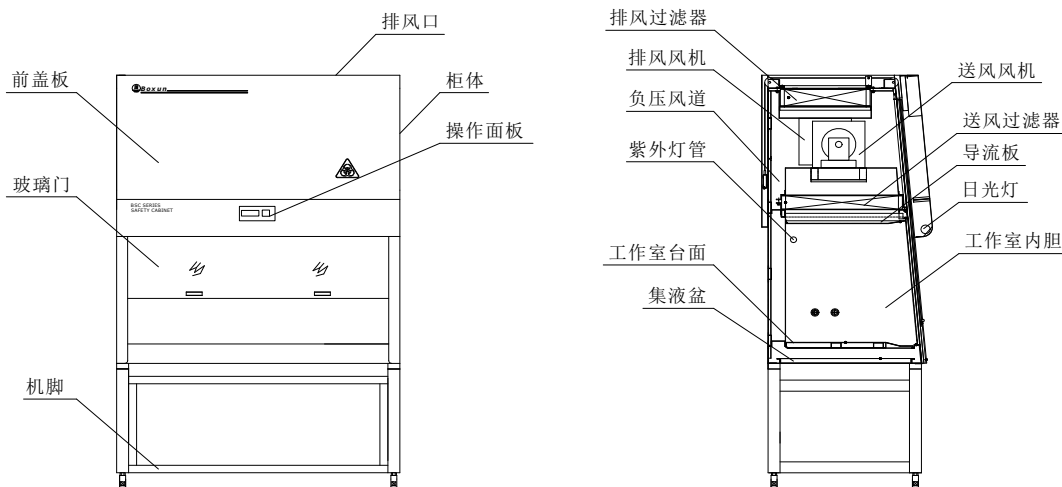 排风口
前盖板
Boxun
柜体
操作面板
玻璃门
BSC SERIES
SAFETY CABINET
机脚
排风过滤器
排风风机
送风风机
负压风道
送风过滤器
紫外灯管
导流板
日光灯
工作室台面
工作室内胆
集液盆